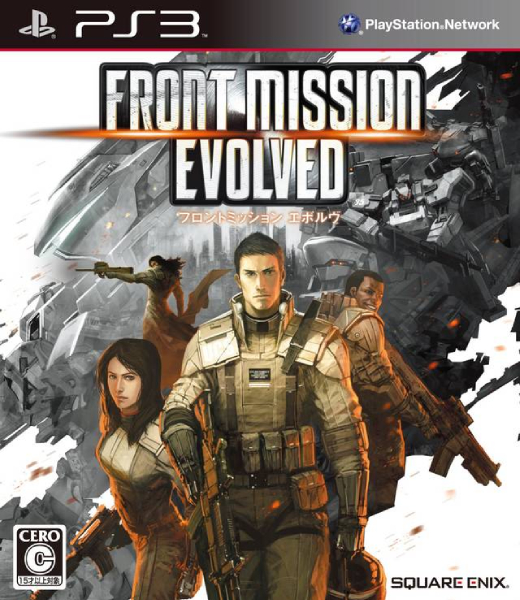 PS3
PlayStation®Network
FRONT MISSION
EVOLVED
フロントミッション エボルヴ
CERO
C
15才以上対象
SQUARE ENIX.